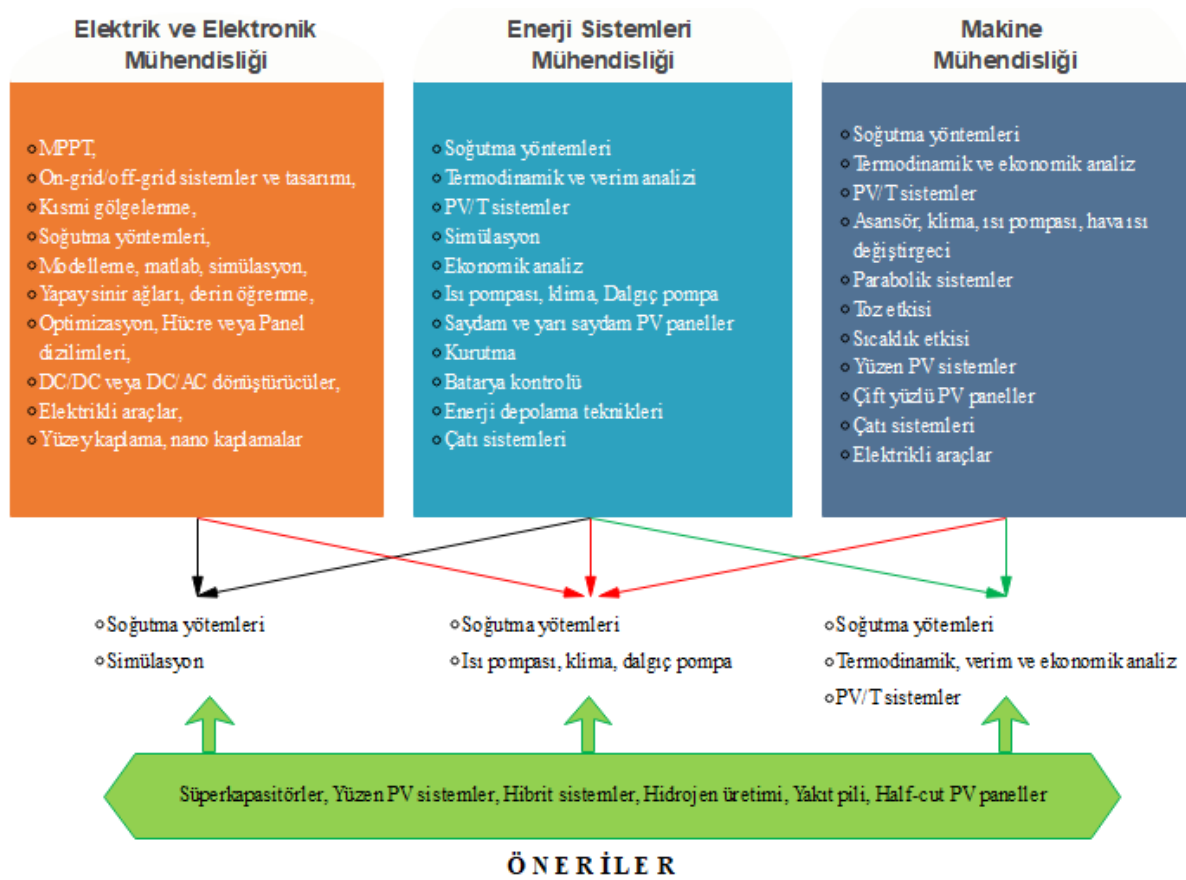 Elektrik ve Elektronik
Mühendisliği
MPPT,
On-grid/off-grid sistemler ve tasarımı,
Kısmi gölgelenme,
Soğutma yöntemleri,
Modelleme, matlab, simülasyon,
Yapay sinir ağları, derin öğrenme,
Optimizasyon, Hücre veya Panel
dizilimleri,
DC/DC veya DC/AC dönüştürücüler,
Elektrikli araçlar,
Yüzey kaplama, nano kaplamalar
Enerji Sistemleri
Mühendisliği
Soğutma yöntemleri
Termodinamik ve verim analizi
PV/T sistemler
Simülasyon
Ekonomik analiz
Isı pompası, klima, Dalgıç pompa
Saydam ve yarı saydam PV paneller
Kurutma
Batarya kontrolü
Enerji depolama teknikleri
Çatı sistemleri
Makine
Mühendisliği
Soğutma yöntemleri
Termodinamik ve ekonomik analiz
PV/T sistemler
Asansör, klima, ısı pompası, hava ısı
değiştirgeci
Parabolik sistemler
Toz etkisi
Sıcaklık etkisi
Yüzen PV sistemler
Çift yüzlü PV paneller
Çatı sistemleri
Elektrikli araçlar
Soğutma yötemleri
Simülasyon
Soğutma yötemleri
Isı pompası, klima, dalgıç pompa
Soğutma yötemleri
Termodinamik, verim ve ekonomik analiz
PV/T sistemler
Süperkapasitörler, Yüzen PV sistemler, Hibrit sistemler, Hidrojen üretimi, Yakıt pili, Half-cut PV paneller
ÖNERİLER